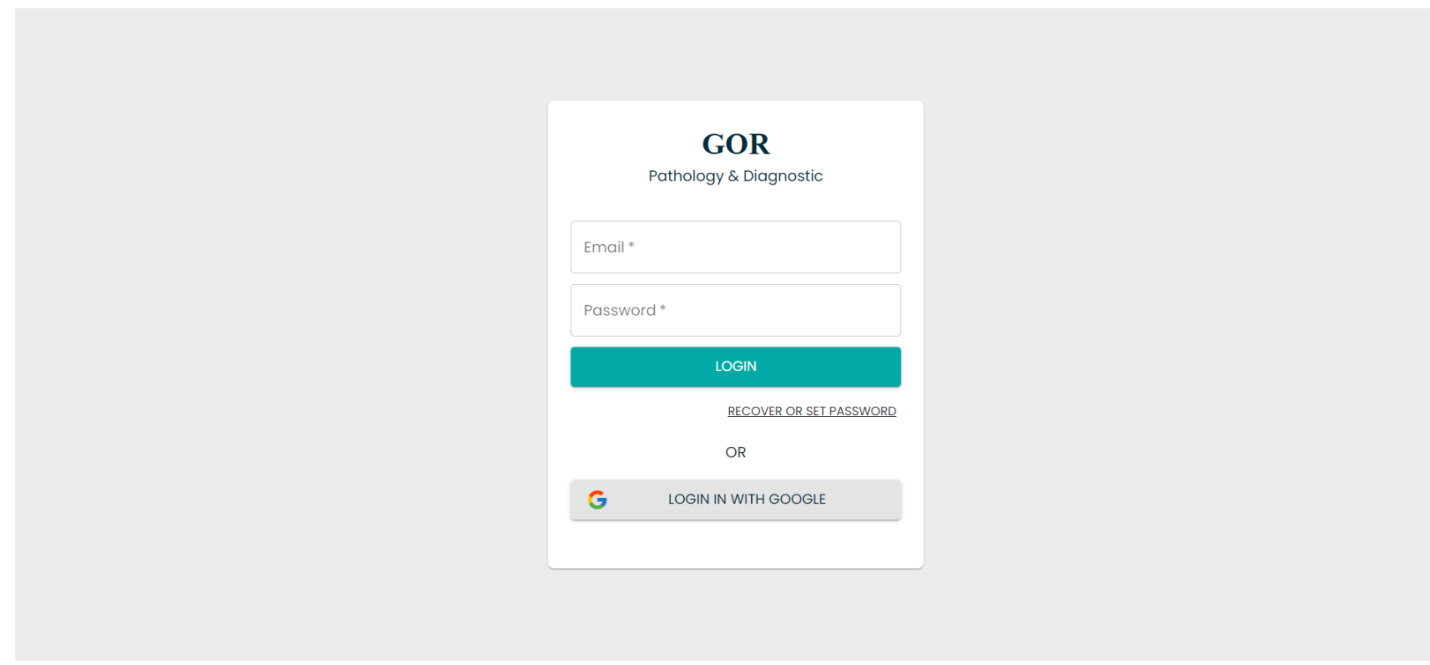 GOR
Pathology & Diagnostic
Email *
Password *
LOGIN
RECOVER OR SET PASSWORD
OR
LOGIN IN WITH GOOGLE